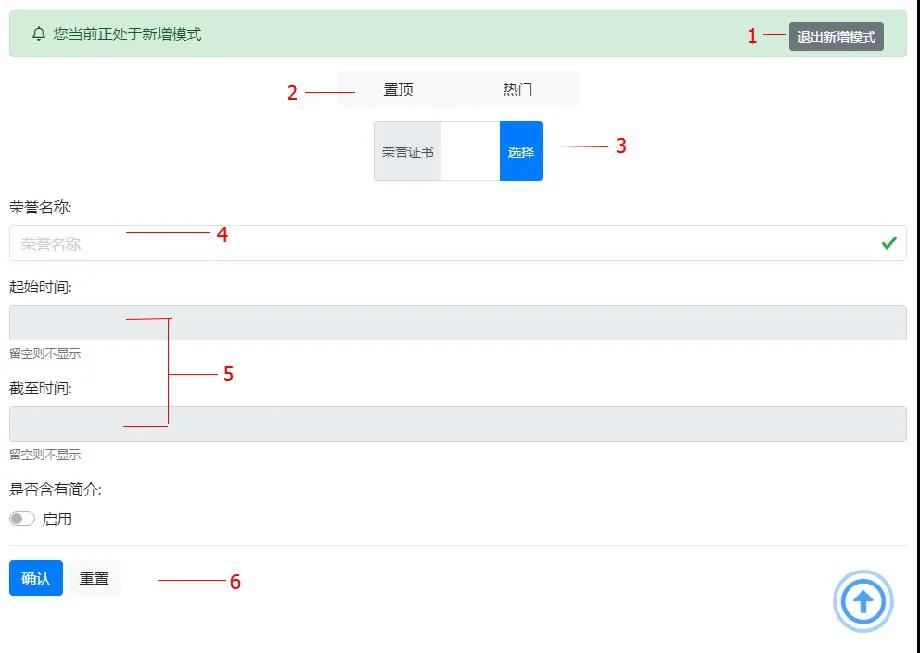 您当前正处于新增模式
1 退出新增模式
2 置顶 热门
荣誉证书 选择 3
荣誉名称:
荣誉名称 4
起始时间:
留空则不显示
5
截至时间:
留空则不显示
是否含有简介:
启用
确认 重置 6